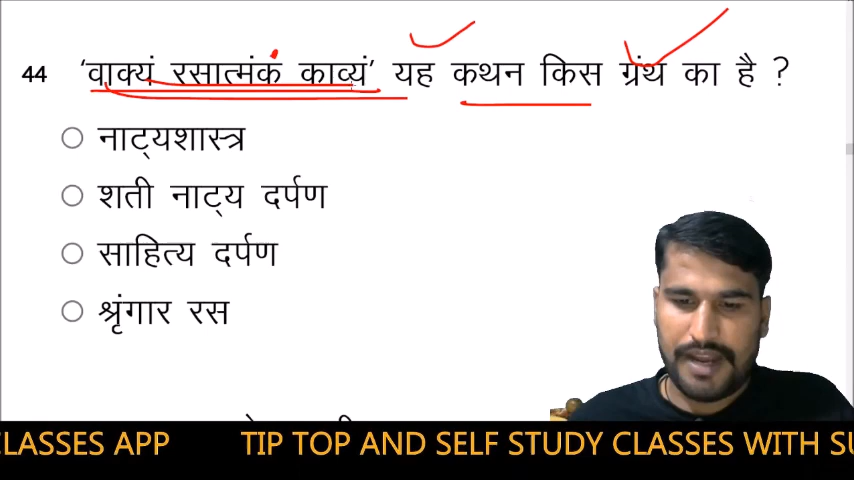 44 'वाक्यं रसात्मंकं काव्यं' यह कथन किस ग्रंथ का है ?
नाट्यशास्त्र
शती नाट्य दर्पण
साहित्य दर्पण
श्रृंगार रस
CLASSES APP TIP TOP AND SELF STUDY CLASSES WITH SU